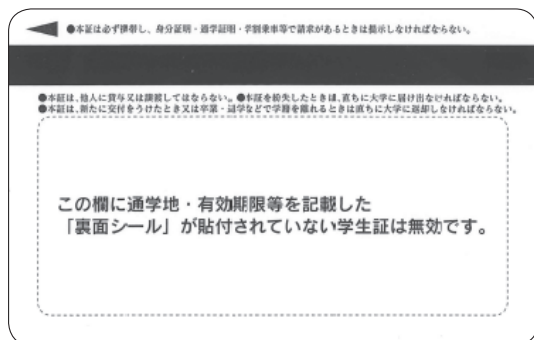 ●本証は必ず携帯し、身分証明・通学証明・学割乗車等で請求があるときは提示しなければならない。
●本証は、他人に貸与又は譲渡してはならない。●本証を紛失したときは、直ちに大学に届け出なければならない。
●本証は、新たに交付をうけたとき又は卒業・退学などで学籍を離れるときは直ちに大学に返却しなければならない。
この欄に通学地・有効期限等を記載した
「裏面シール」が貼付されていない学生証は無効です。